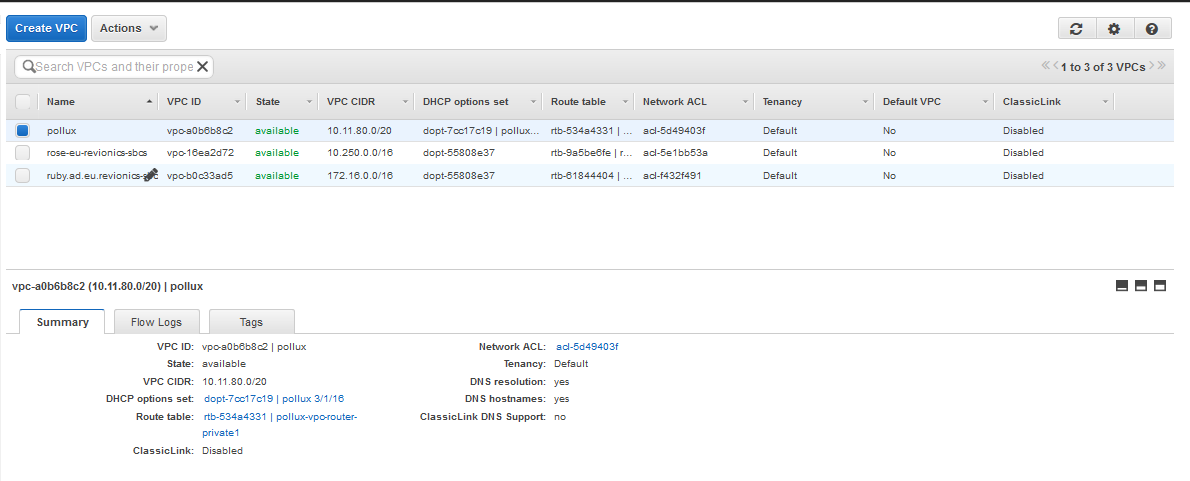 Create VPC Actions
Search VPCs and their prope 1 to 3 of 3 VPCs
Name VPC ID State VPC CIDR DHCP options set Route table Network ACL Tenancy Default VPC ClassicLink
pollux vpc-a0b6b8c2 available 10.11.80.0/20 dopt-7cc17c19 | pollux... rtb-534a4331 | ... acl-5d49403f Default No Disabled
rose-eu-revionics-sbcs vpc-16ea2d72 available 10.250.0.0/16 dopt-55808e37 rtb-9a5be6fe | r... acl-5e1bb53a Default No Disabled
ruby.ad.eu.revionics- vpc-b0c33ad5 available 172.16.0.0/16 dopt-55808e37 rtb-61844404 | ... acl-f432f491 Default No Disabled
vpc-a0b6b8c2 (10.11.80.0/20) | pollux
Summary Flow Logs Tags
VPC ID: vpc-a0b6b8c2 | pollux Network ACL: acl-5d49403f
State: available Tenancy: Default
VPC CIDR: 10.11.80.0/20 DNS resolution: yes
DHCP options set: dopt-7cc17c19 | pollux 3/1/16 DNS hostnames: yes
Route table: rtb-534a4331 | pollux-vpc-router- ClassicLink DNS Support: no
private1
ClassicLink: Disabled